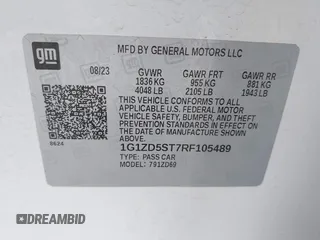 gm
MFD BY GENERAL MOTORS LLC
08/23
GVWR GAWR FRT GAWR RR
1836 KG 955 KG 881 KG
4048 LB 2105 LB 1943 LB
THIS VEHICLE CONFORMS TO ALL APPLICABLE
U.S. FEDERAL MOTOR VEHICLE
SAFETY, BUMPER, AND THEFT
PREVENTION STANDARDS IN EFFECT ON
THE DATE OF MANUFACTURE SHOWN ABOVE.
1G1ZD5ST7RF105489
TYPE: PASS CAR
MODEL: 791ZD69
8624
DREAMBID DREAMBID